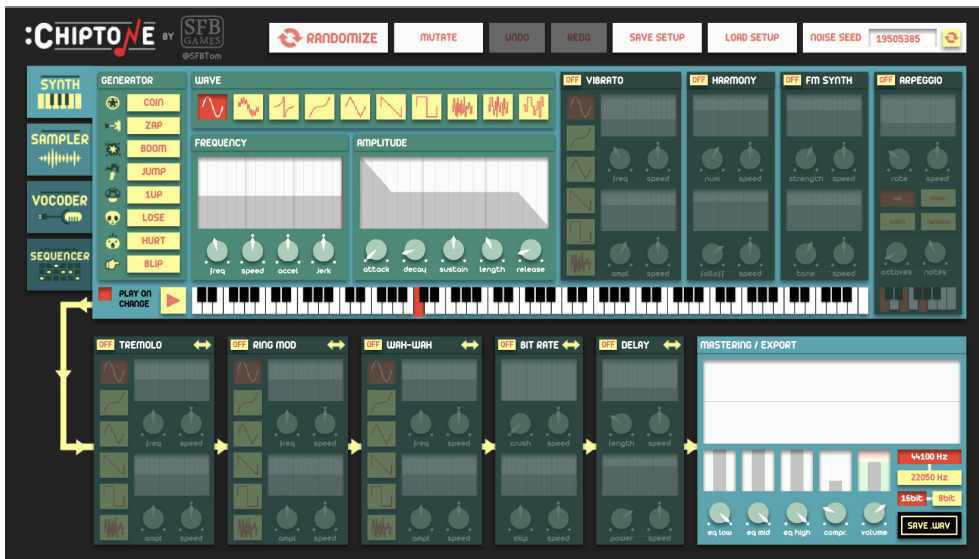 :CHIPTONE BY SFB GAMES
@SFBTom
RANDOMIZE
MUTATE
UNDO
REDO
SAVE SETUP
LOAD SETUP
NOISE SEED 19505385
SYNTH
SAMPLER
VOCODER
SEQUENCER
GENERATOR
COIN
ZAP
BOOM
JUMP
1UP
LOSE
HURT
BLIP
WAVE
FREQUENCY
freq speed accel jerk
AMPLITUDE
attack decay sustain length release
OFF VIBRATO
freq speed
ampl speed
OFF HARMONY
num speed
falloff speed
OFF FM SYNTH
strength speed
tone speed
OFF ARPEGGIO
rate speed
up down
both random
octaves notes
PLAY ON
CHANGE
OFF TREMOLO
freq speed
ampl speed
OFF RING MOD
freq speed
ampl speed
OFF WAH-WAH
freq speed
ampl speed
OFF BIT RATE
crush speed
skip speed
OFF DELAY
length speed
power speed
MASTERING / EXPORT
eq low eq mid eq high compr. volume
44100 Hz
22050 Hz
16bit 8bit
SAVE .WAV